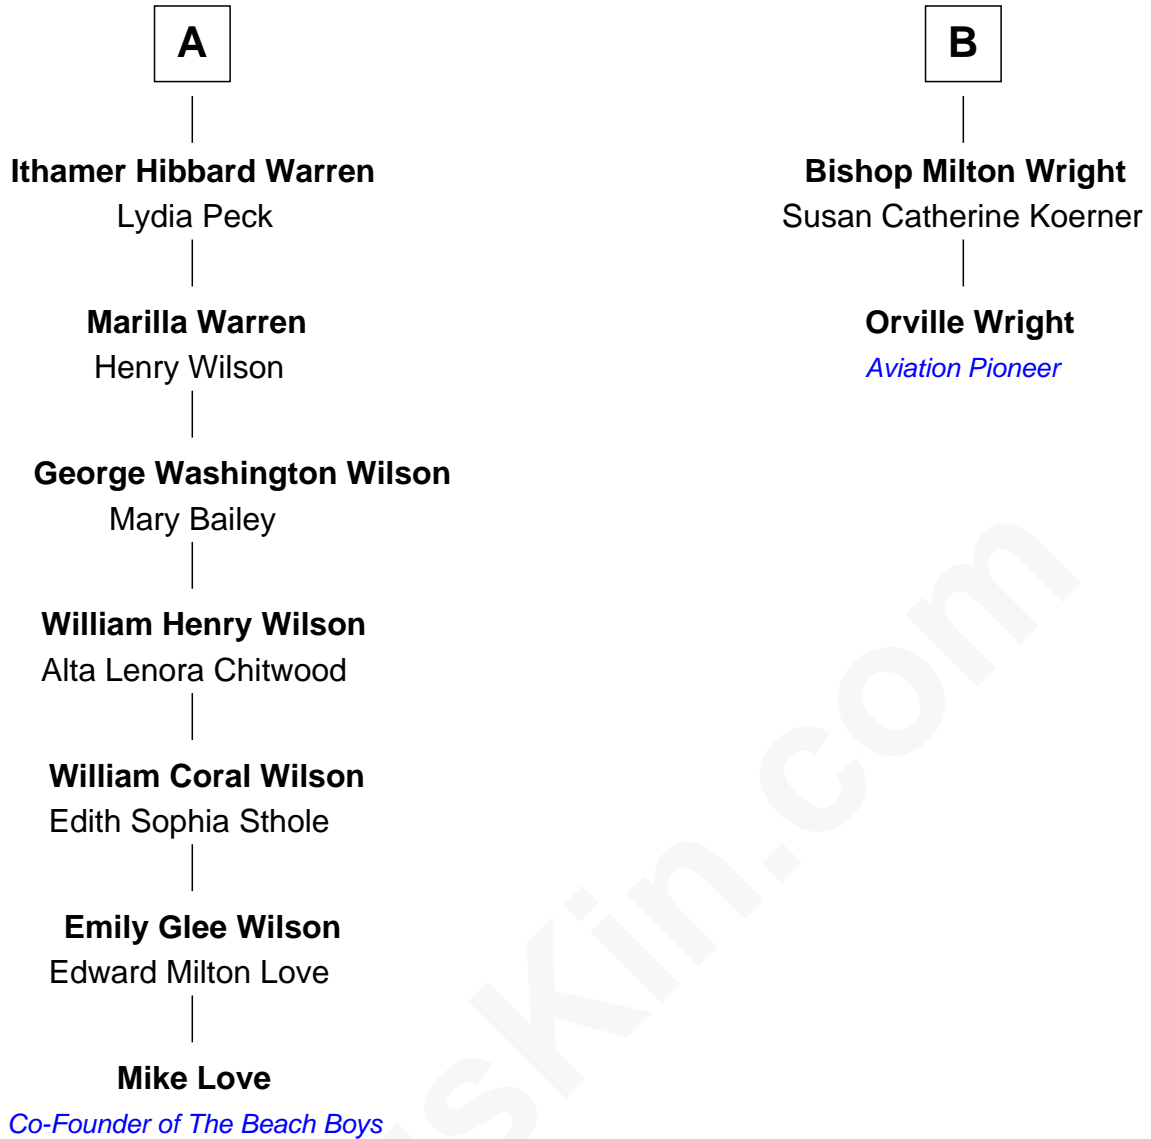 A
Ithamer Hibbard Warren
Lydia Peck
Marilla Warren
Henry Wilson
George Washington Wilson
Mary Bailey
William Henry Wilson
Alta Lenora Chitwood
William Coral Wilson
Edith Sophia Sthole
Emily Glee Wilson
Edward Milton Love
Mike Love
Co-Founder of The Beach Boys
B
Bishop Milton Wright
Susan Catherine Koerner
Orville Wright
Aviation Pioneer
usKin.com